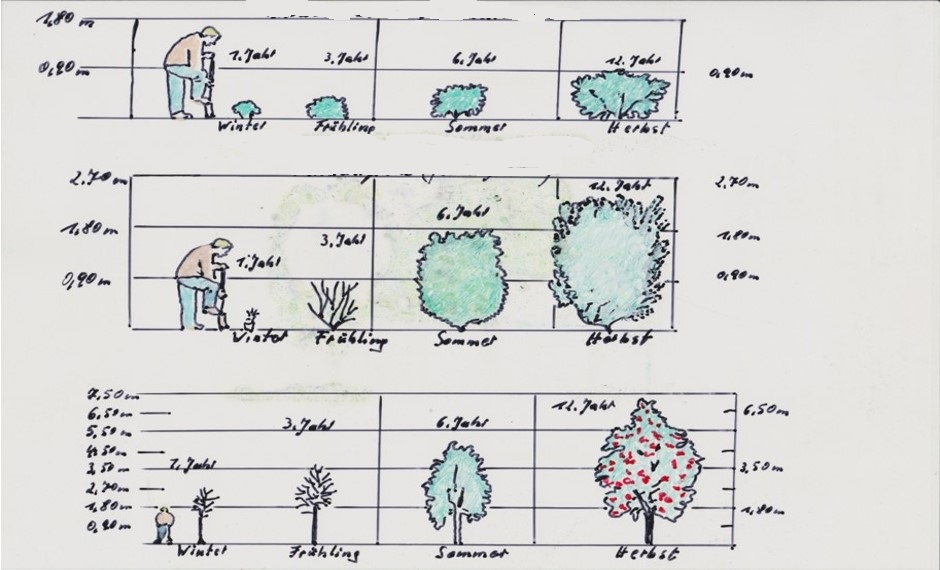 1,80 m
0,90 m
1. Jahr 3. Jahr 6. Jahr 12. Jahr
0,90 m
Winter Frühling Sommer Herbst
2.70 m
1,80 m
0,90 m
1. Jahr 3. Jahr 6. Jahr 12. Jahr
2,70 m
1,80 m
0,90 m
Winter Frühling Sommer Herbst
7,50 m
6,50 m
5,50 m
4,50 m
3,50 m
2,70 m
1,80 m
0,90 m
1. Jahr 3. Jahr 6. Jahr 12. Jahr
6,50 m
3,50 m
1,80 m
Winter Frühling Sommer Herbst